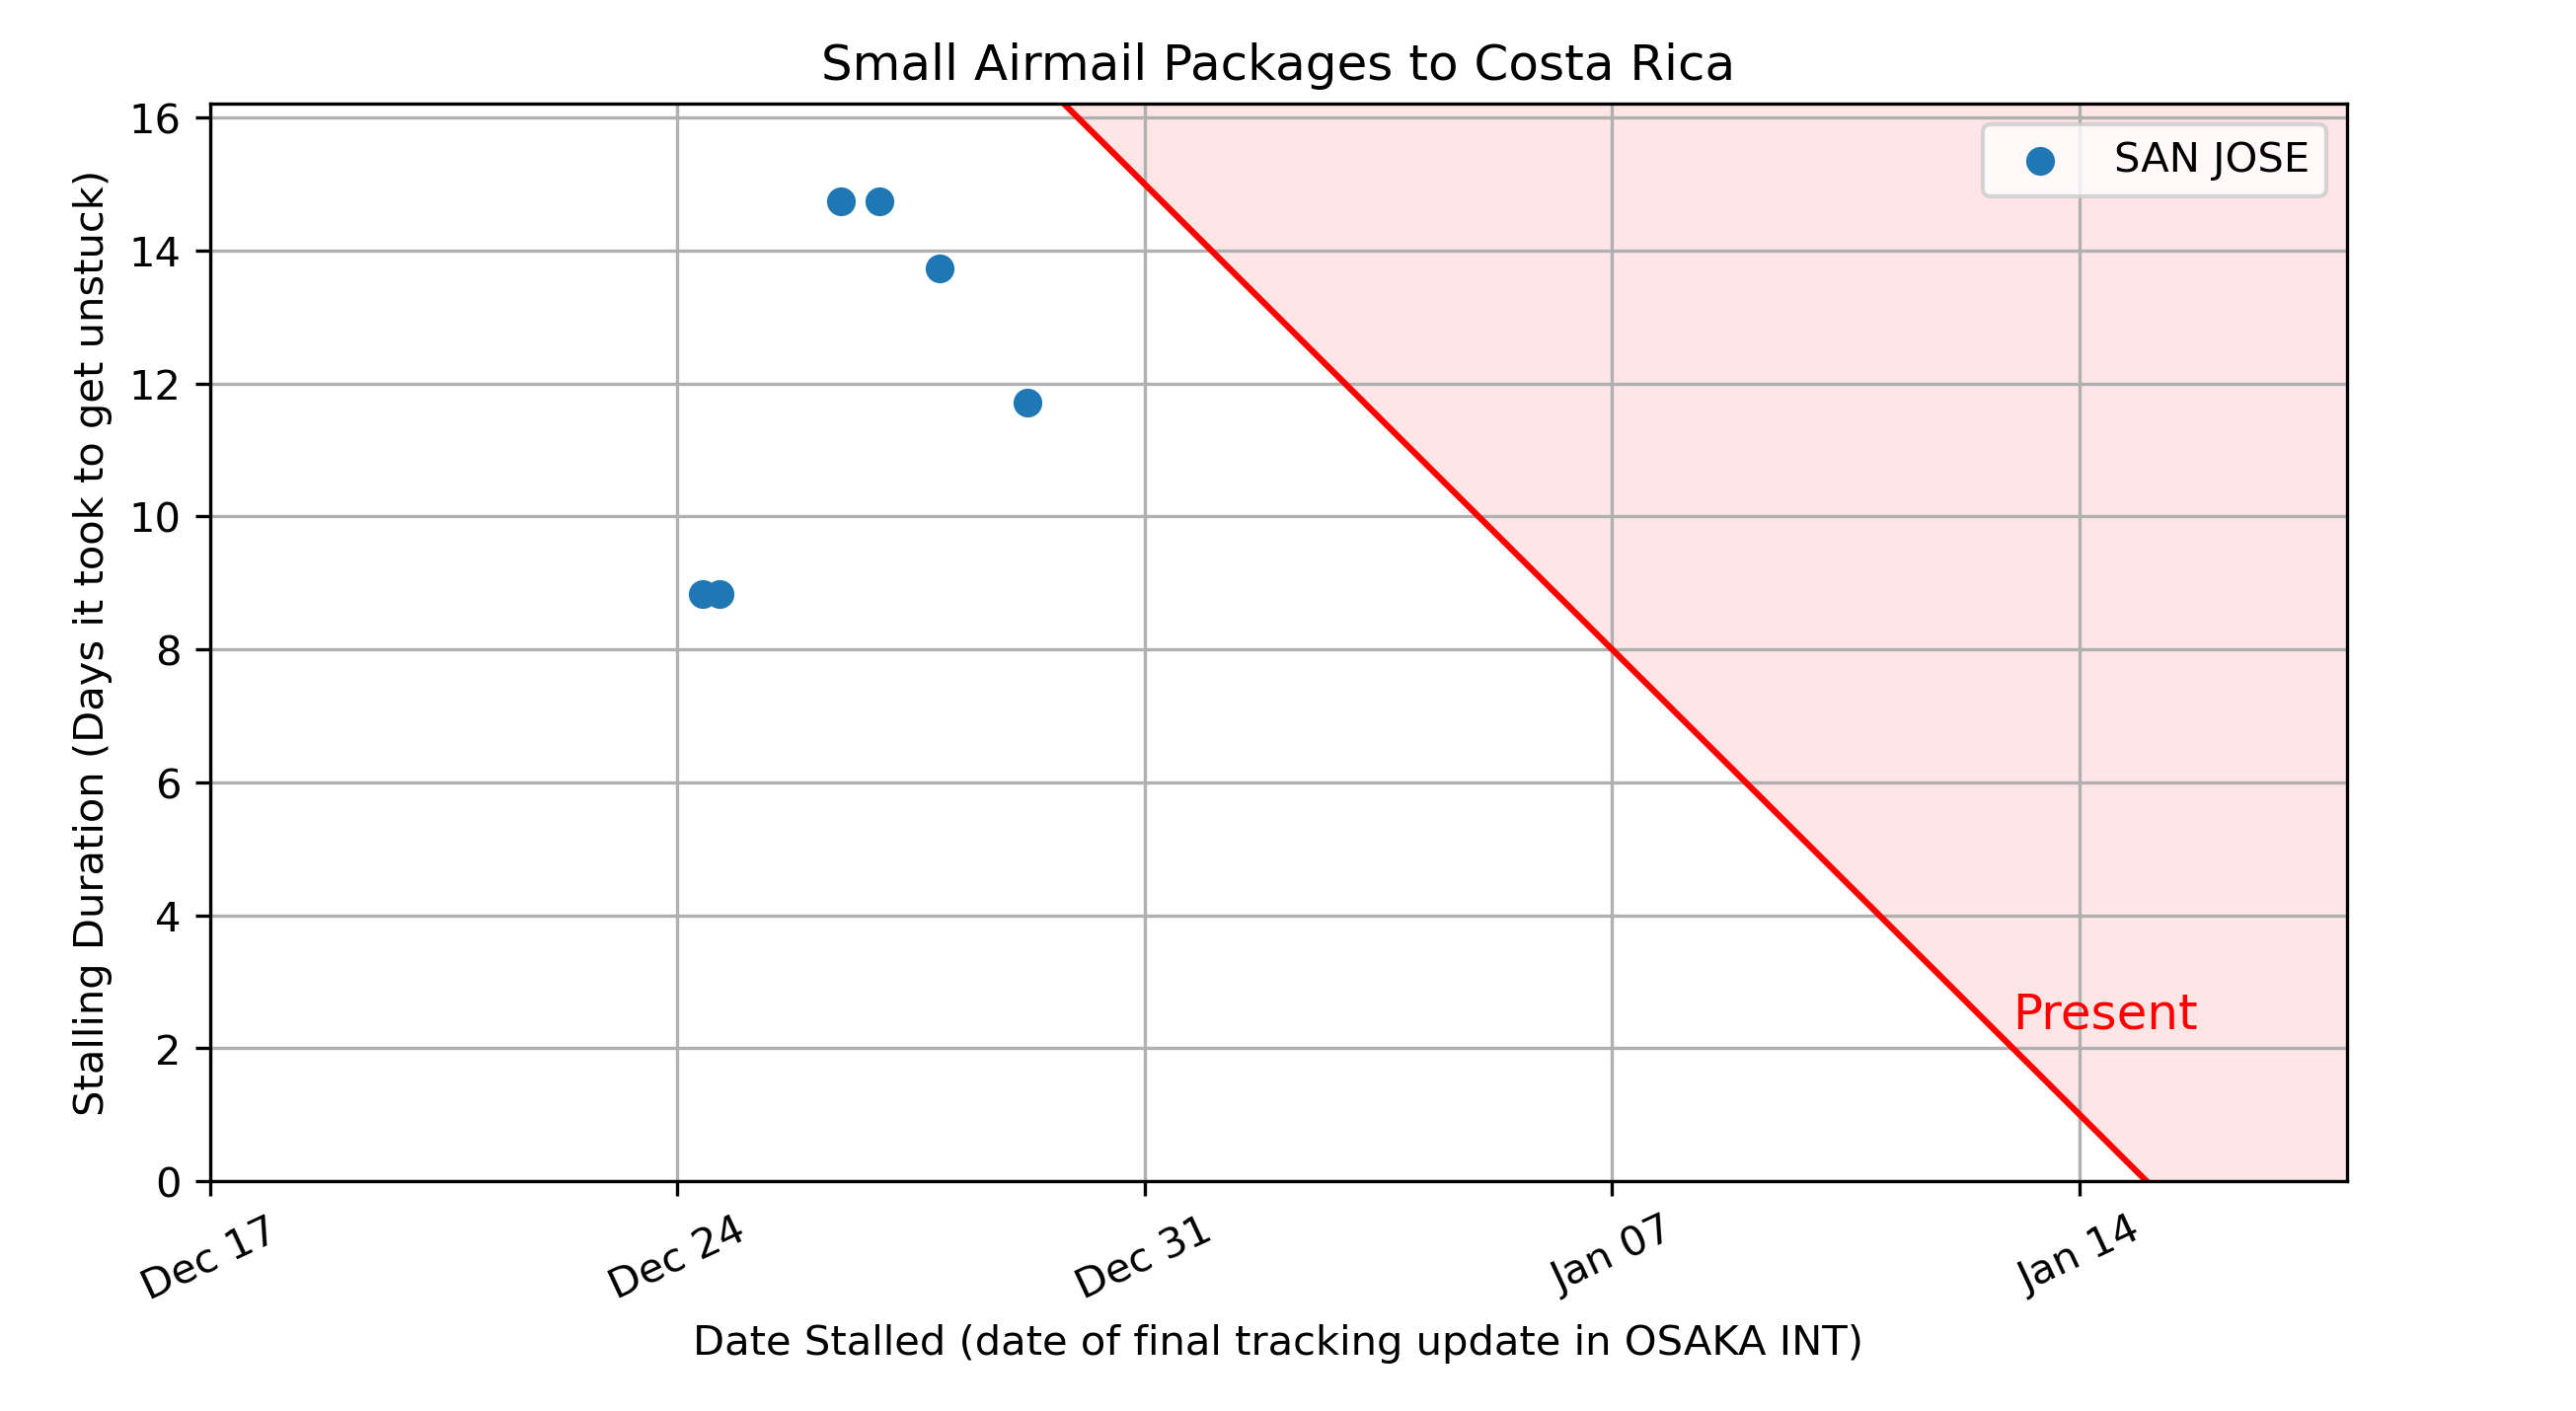 Small Airmail Packages to Costa Rica
SAN JOSE
Stalling Duration (Days it took to get unstuck)
16
14
12
10
8
6
4
2
0
Present
Dec 17
Dec 24
Dec 31
Jan 07
Jan 14
Date Stalled (date of final tracking update in OSAKA INT)